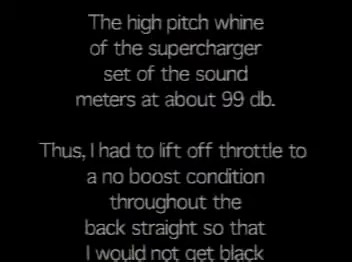 The high pitch whine
of the supercharger
set of the sound
meters at about 99 db.
Thus, I had to lift off throttle to
a no boost condition
throughout the
back straight so that
I would not get black